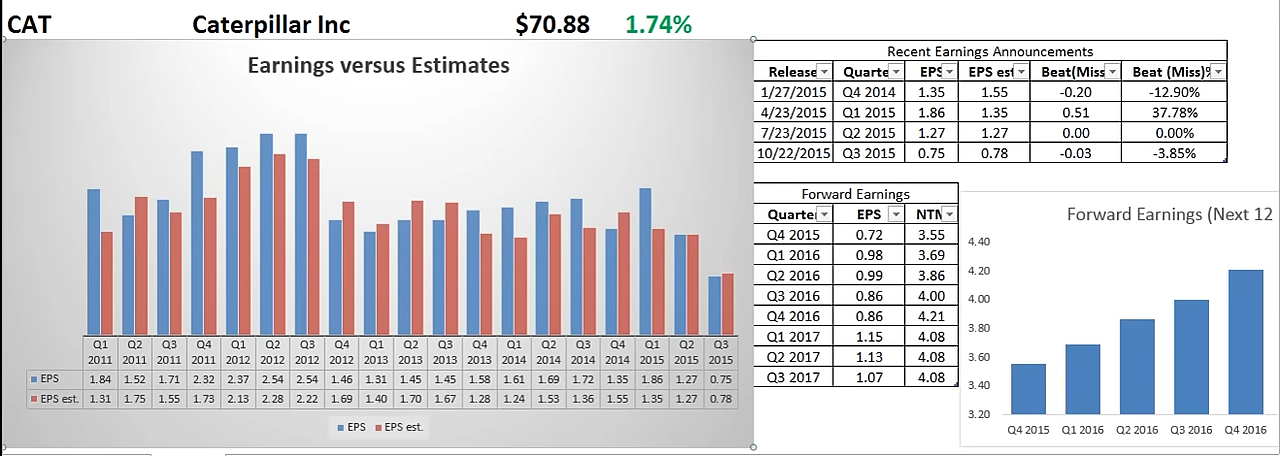 CAT Caterpillar Inc $70.88 1.74%
Earnings versus Estimates
Q1 Q2 Q3 Q4 Q1 Q2 Q3 Q4 Q1 Q2 Q3 Q4 Q1 Q2 Q3 Q4 Q1 Q2 Q3
2011 2011 2011 2011 2012 2012 2012 2012 2013 2013 2013 2013 2014 2014 2014 2014 2015 2015 2015
EPS 1.84 1.52 1.71 2.32 2.37 2.54 2.54 1.46 1.31 1.45 1.45 1.58 1.61 1.69 1.72 1.35 1.86 1.27 0.75
EPS est. 1.31 1.75 1.55 1.73 2.13 2.28 2.22 1.69 1.40 1.70 1.67 1.28 1.24 1.53 1.36 1.55 1.35 1.27 0.78
EPS EPS est.
Recent Earnings Announcements
Release Quarte EPS EPS est Beat(Miss Beat (Miss)%
1/27/2015 Q4 2014 1.35 1.55 -0.20 -12.90%
4/23/2015 Q1 2015 1.86 1.35 0.51 37.78%
7/23/2015 Q2 2015 1.27 1.27 0.00 0.00%
10/22/2015 Q3 2015 0.75 0.78 -0.03 -3.85%
Forward Earnings
Quarte EPS NTM
Q4 2015 0.72 3.55
Q1 2016 0.98 3.69
Q2 2016 0.99 3.86
Q3 2016 0.86 4.00
Q4 2016 0.86 4.21
Q1 2017 1.15 4.08
Q2 2017 1.13 4.08
Q3 2017 1.07 4.08
Forward Earnings (Next 12
4.40
4.20
4.00
3.80
3.60
3.40
3.20
Q4 2015 Q1 2016 Q2 2016 Q3 2016 Q4 2016